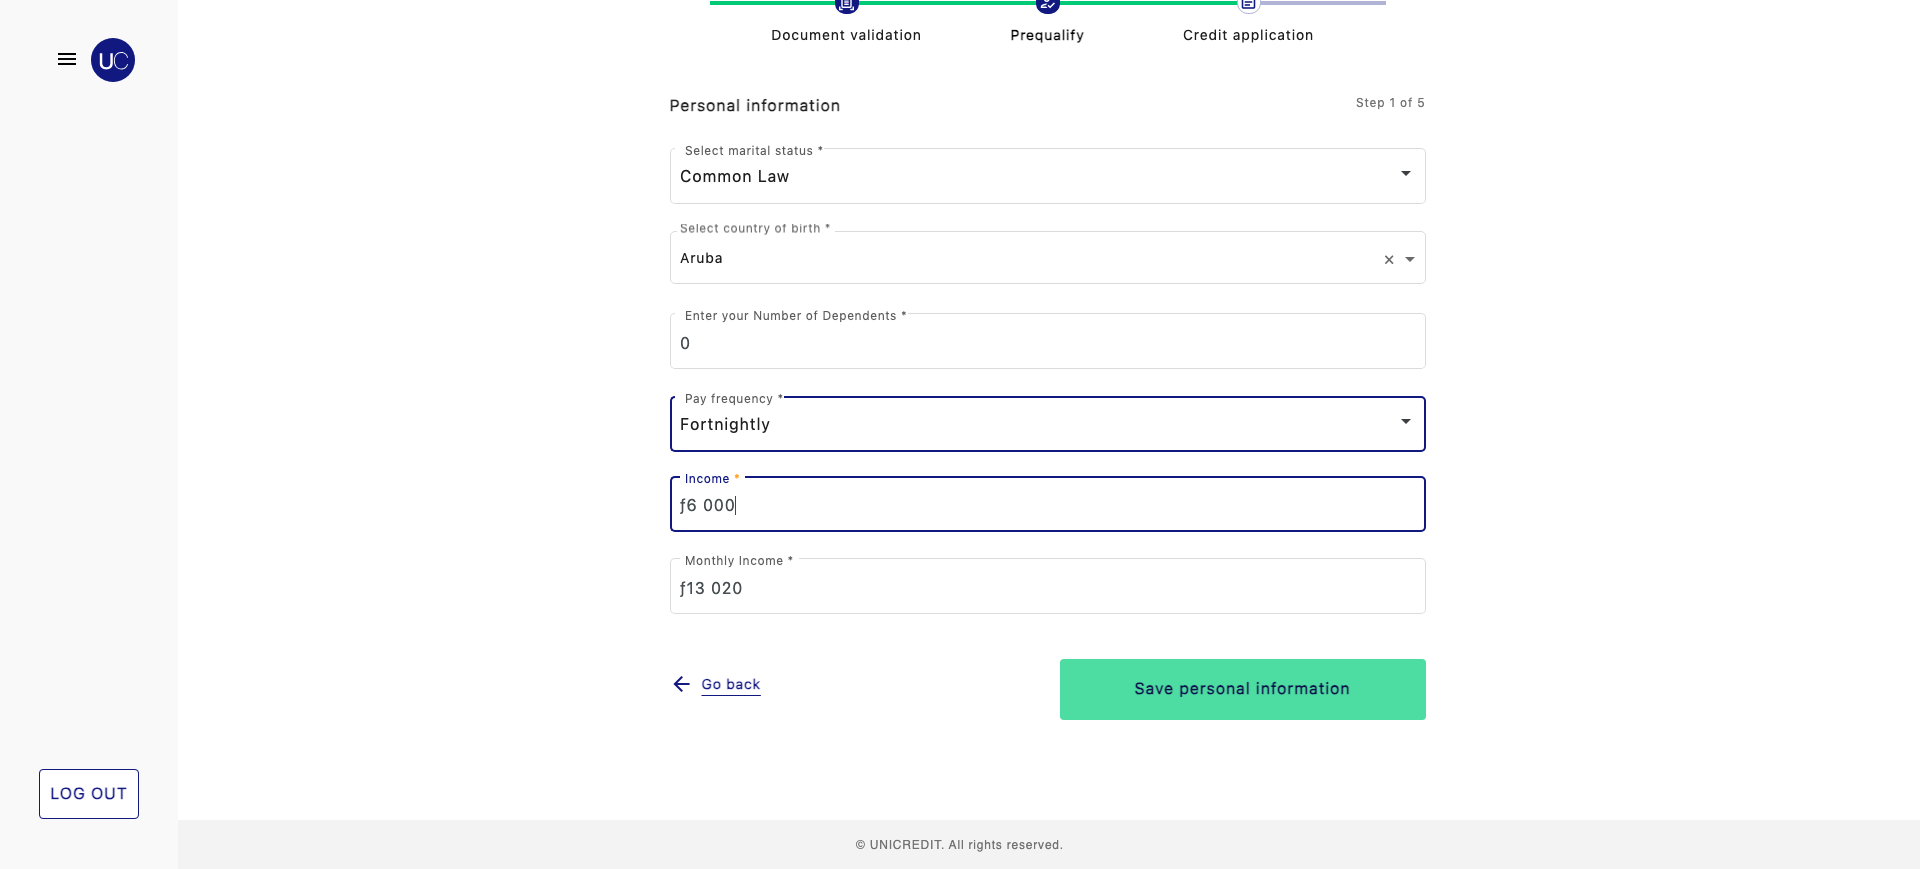 Document validation
Prequalify
Credit application
UC
Personal information
Step 1 of 5
Select marital status *
Common Law
Select country of birth *
Aruba
Enter your Number of Dependents *
0
Pay frequency *
Fortnightly
Income *
ƒ6 000
Monthly Income *
ƒ13 020
Go back
Save personal information
LOG OUT
© UNICREDIT. All rights reserved.